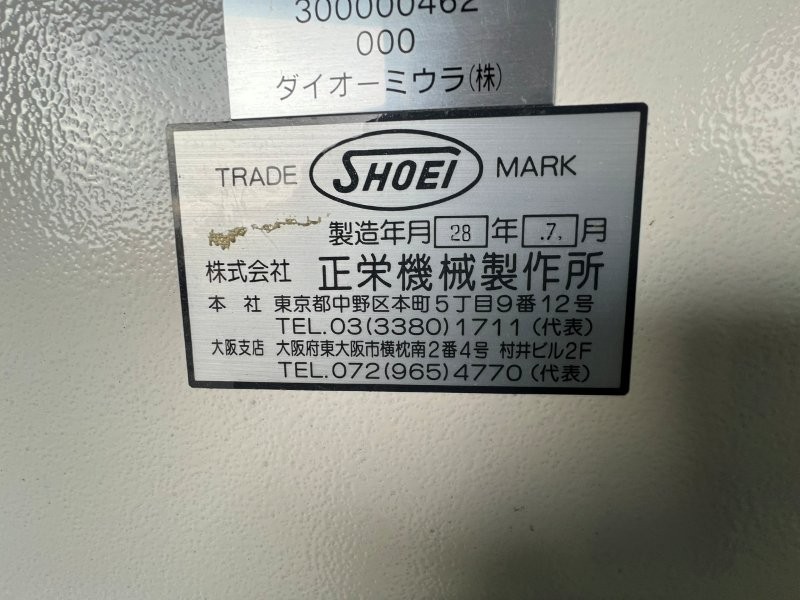 300000462
000
ダイオーミウラ(株)
TRADE SHOEI MARK
製造年月 28 年 .7. 月
株式会社 正栄機械製作所
本社 東京都中野区本町5丁目9番12号
TEL.03(3380)1711(代表)
大阪支店 大阪府東大阪市横枕南2番4号 村井ビル2F
TEL.072(965)4770(代表)